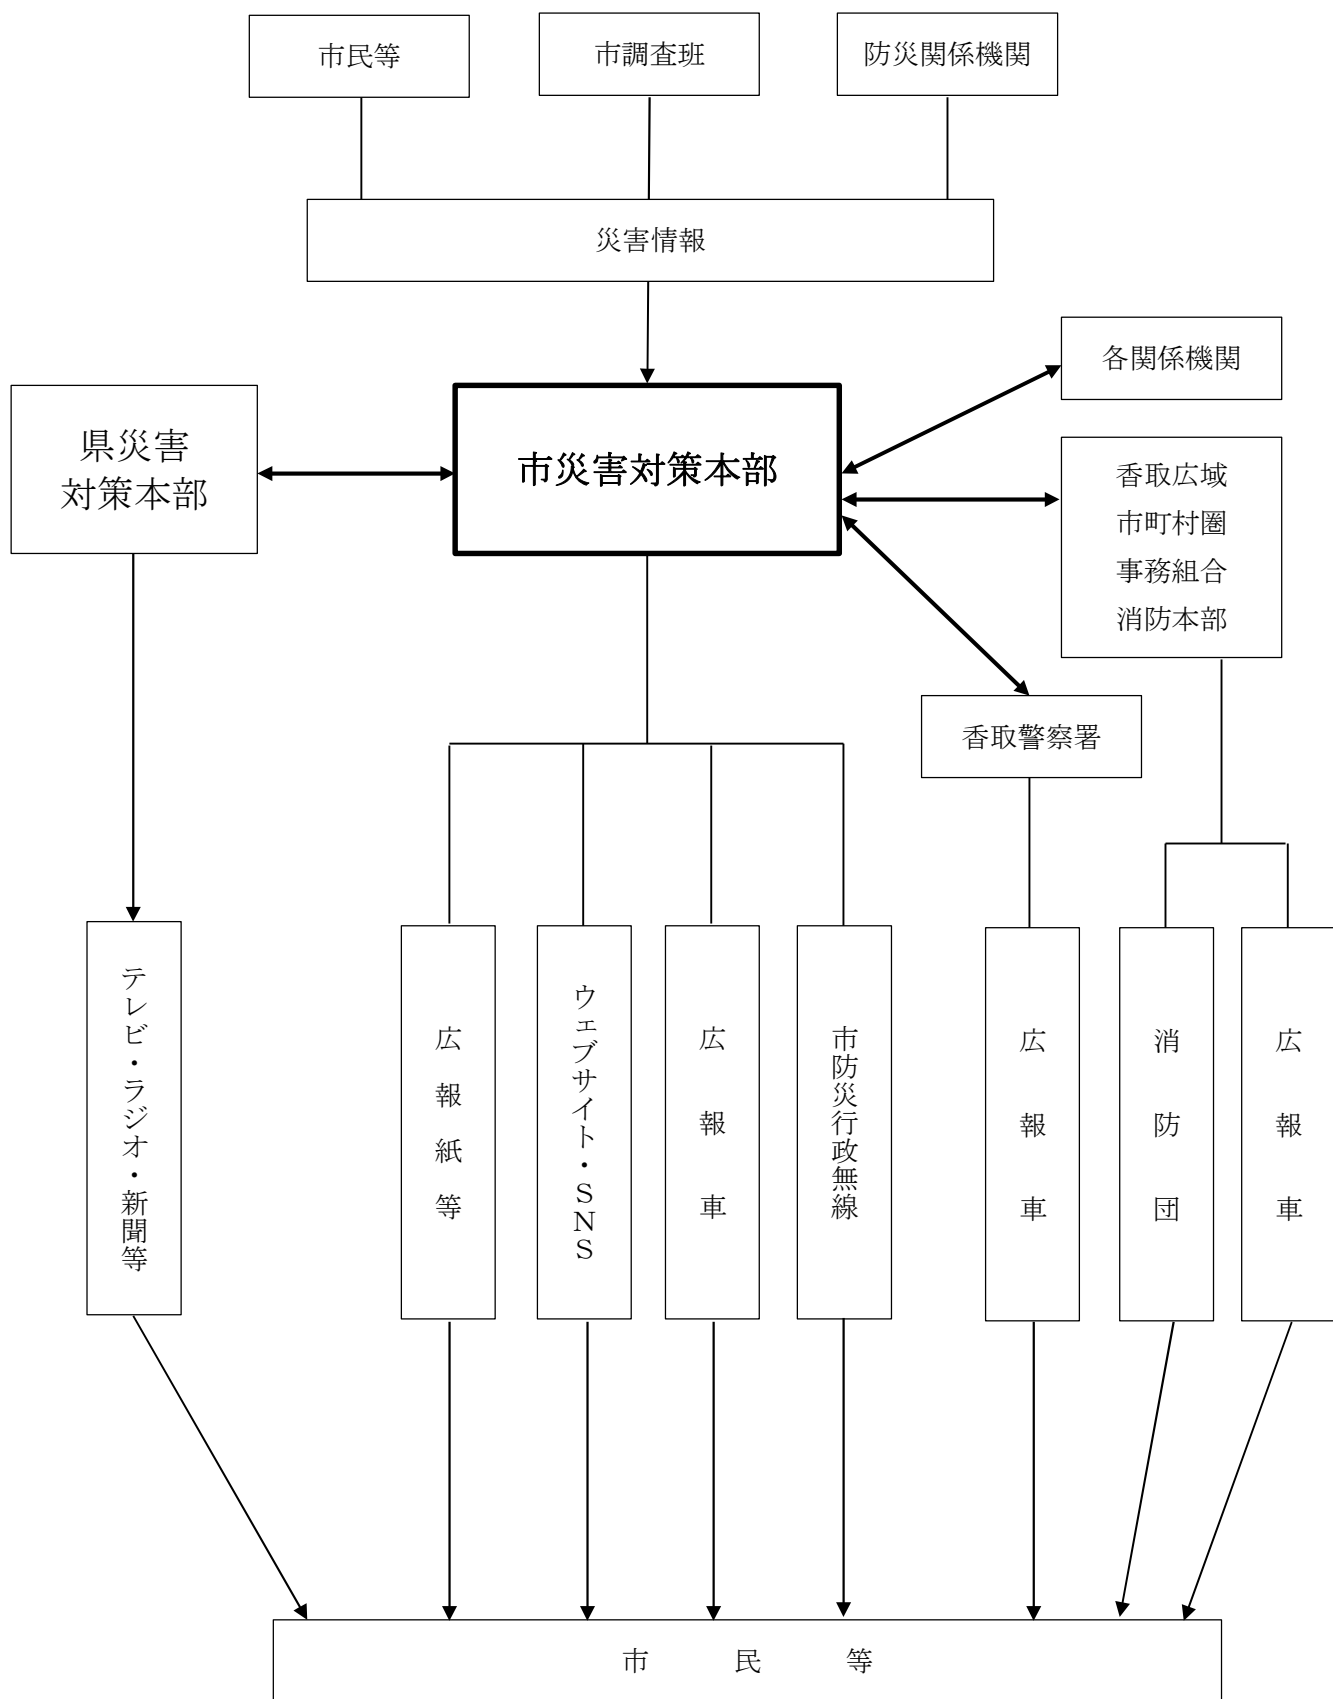 市民等
市調査班
防災関係機関
災害情報
各関係機関
県災害
対策本部
市災害対策本部
香取広域
市町村圏
事務組合
消防本部
香取警察署
テレビ・ラジオ・新聞等
広報紙等
ウェブサイト・SNS
広報車
市防災行政無線
広報車
消防団
広報車
市民等